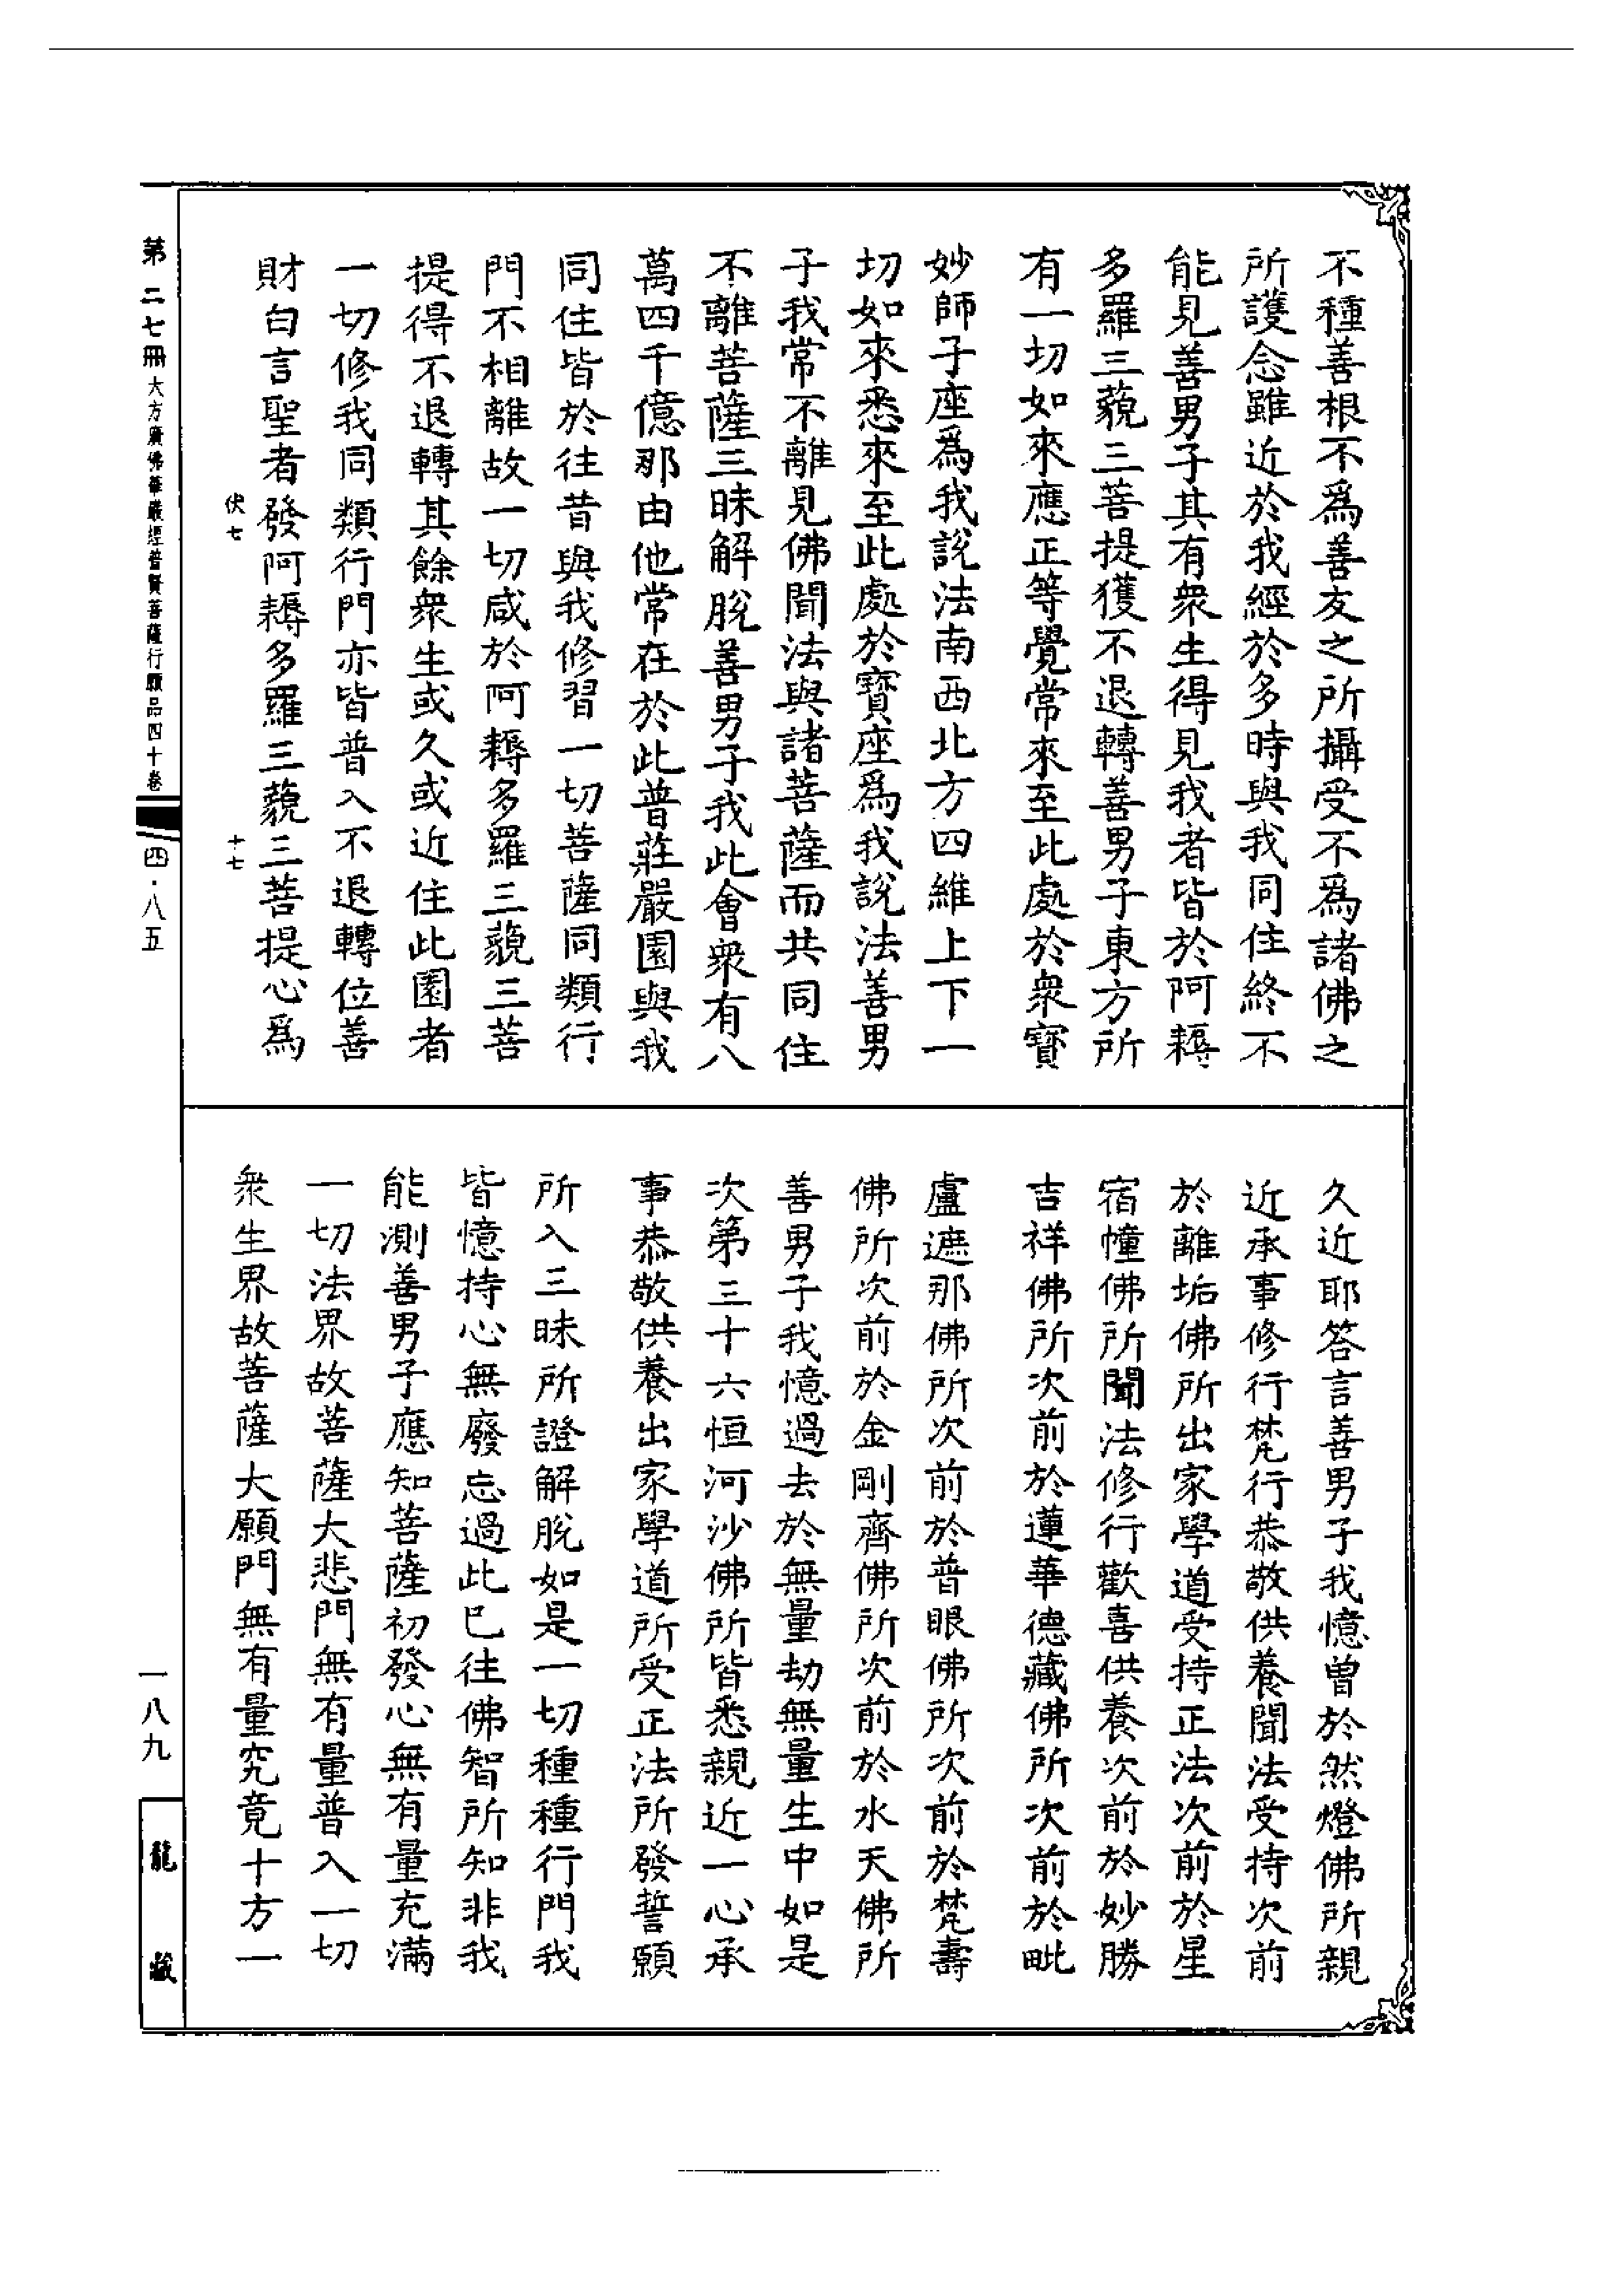 不種善根不爲善友之所攝受不爲諸佛之
所護念雖近於我經於多時與我同住終不
能見善男子其有衆生得見我者皆於阿耨
多羅三藐三菩提獲不退轉善男子東方所
有一切如來應正等覺常來至此處於衆寶
妙師子座爲我說法南西北方四維上下一
切如來悉來至此處於寶座爲我說法善男
子我常不離見佛聞法與諸菩薩而共同住
不離菩薩三昧解脫善男子我此會衆有八
萬四千億那由他常在於此普莊嚴園與我
同住皆於往昔與我修習一切菩薩同類行
門不相離故一切咸於阿耨多羅三藐三菩
提得不退轉其餘衆生或久或近住此園者
一切修我同類行門亦皆普入不退轉位善
財白言聖者發阿耨多羅三藐三菩提心爲
伏七
十七
久近耶答言善男子我憶曾於然燈佛所親
近承事修行梵行恭敬供養聞法受持次前
於離垢佛所出家學道受持正法次前於星
宿幢佛所聞法修行歡喜供養次前於妙勝
吉祥佛所次前於蓮華德藏佛所次前於毗
盧遮那佛所次前於普眼佛所次前於梵壽
佛所次前於金剛齊佛所次前於水天佛所
善男子我憶過去於無量劫無量生中如是
次第三十六恒河沙佛所皆悉親近一心承
事恭敬供養出家學道所受正法所發誓願
所入三昧所證解脫如是一切種種行門我
皆憶持心無廢忘過此已往佛智所知非我
能測善男子應知菩薩初發心無有量充滿
一切法界故菩薩大悲門無有量普入一切
衆生界故菩薩大願門無有量究竟十方一
第二七冊 大方廣佛華嚴經普賢菩薩行願品四十卷
四·八五
一八九
龍藏